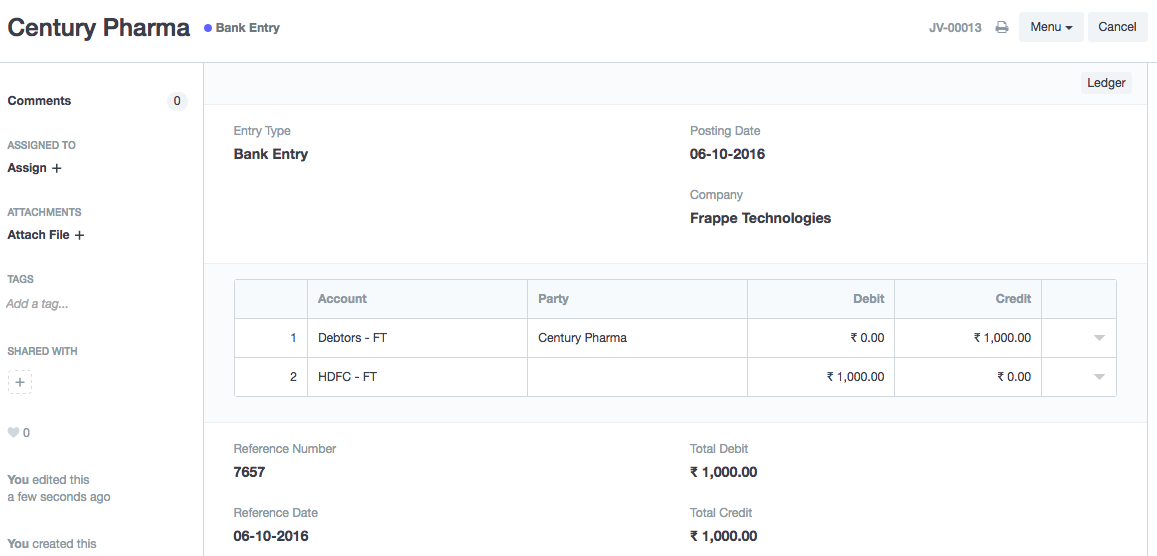 Century Pharma Bank Entry JV-00013 Menu Cancel
Comments 0
ASSIGNED TO
Assign +
ATTACHMENTS
Attach File +
TAGS
Add a tag...
SHARED WITH
+
0
You edited this
a few seconds ago
You created this
Ledger
Entry Type
Bank Entry
Posting Date
06-10-2016
Company
Frappe Technologies
Account Party Debit Credit
1 Debtors - FT Century Pharma ₹ 0.00 ₹ 1,000.00
2 HDFC - FT ₹ 1,000.00 ₹ 0.00
Reference Number
7657
Reference Date
06-10-2016
Total Debit
₹ 1,000.00
Total Credit
₹ 1,000.00